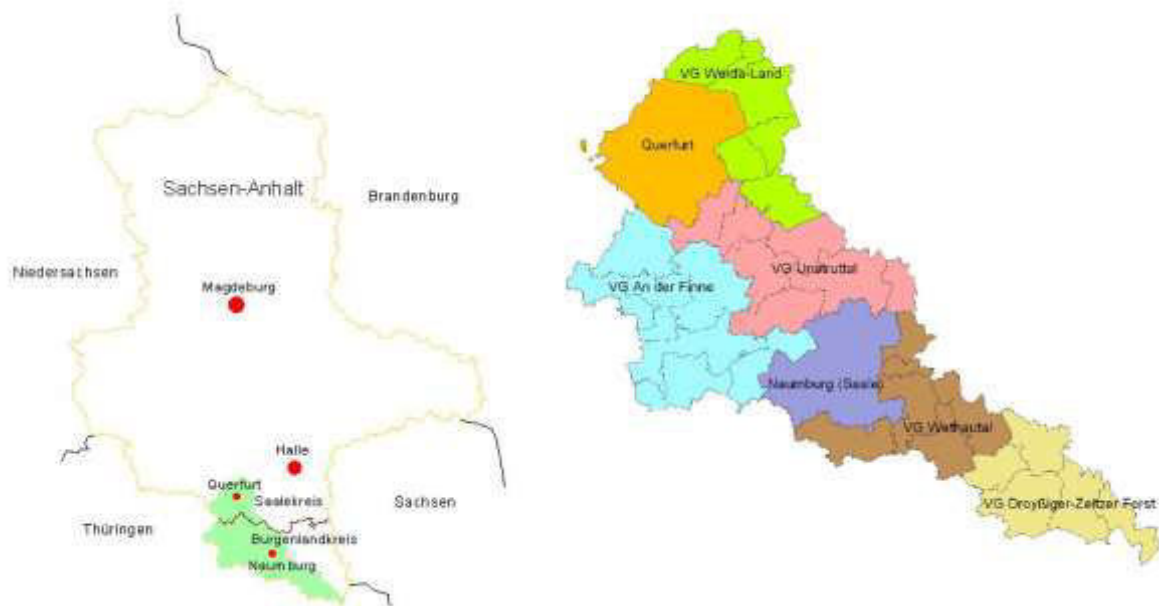 Sachsen-Anhalt
Brandenburg
Niedersachsen
Magdeburg
Halle
Querfurt
Saalekreis
Sachsen
Thüringen
Burgenlandkreis
Naumburg
VG Weida-Land
Querfurt
VG Unstruttal
VG An der Finne
Naumburg (Saale)
VG Wethautal
VG Droyßiger-Zeitzer Forst